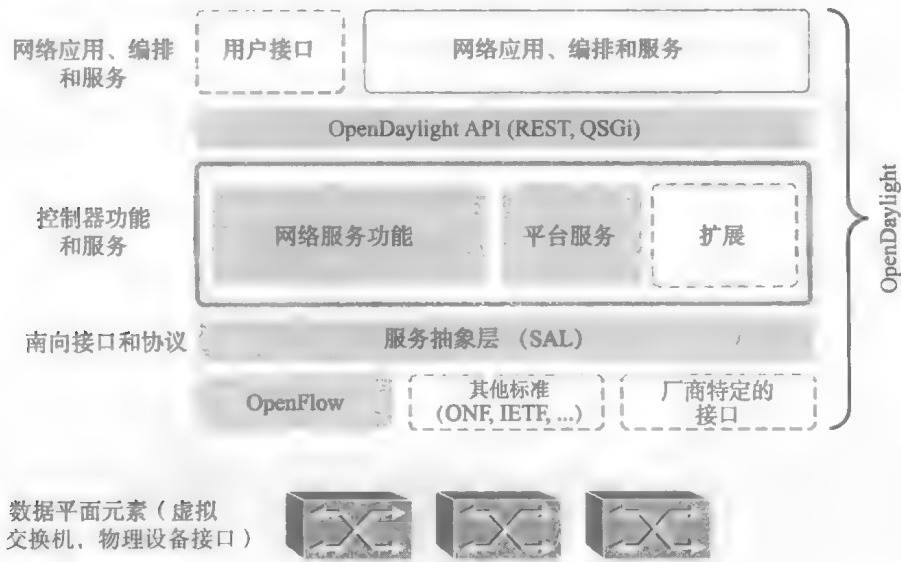 网络应用、编排
和服务
用户接口
网络应用、编排和服务
OpenDaylight API (REST, QSGi)
控制器功能
和服务
网络服务功能
平台服务
扩展
南向接口和协议
服务抽象层 (SAL)
OpenFlow
其他标准
(ONF, IETF, ...)
厂商特定的
接口
OpenDaylight
数据平面元素（虚拟
交换机、物理设备接口）